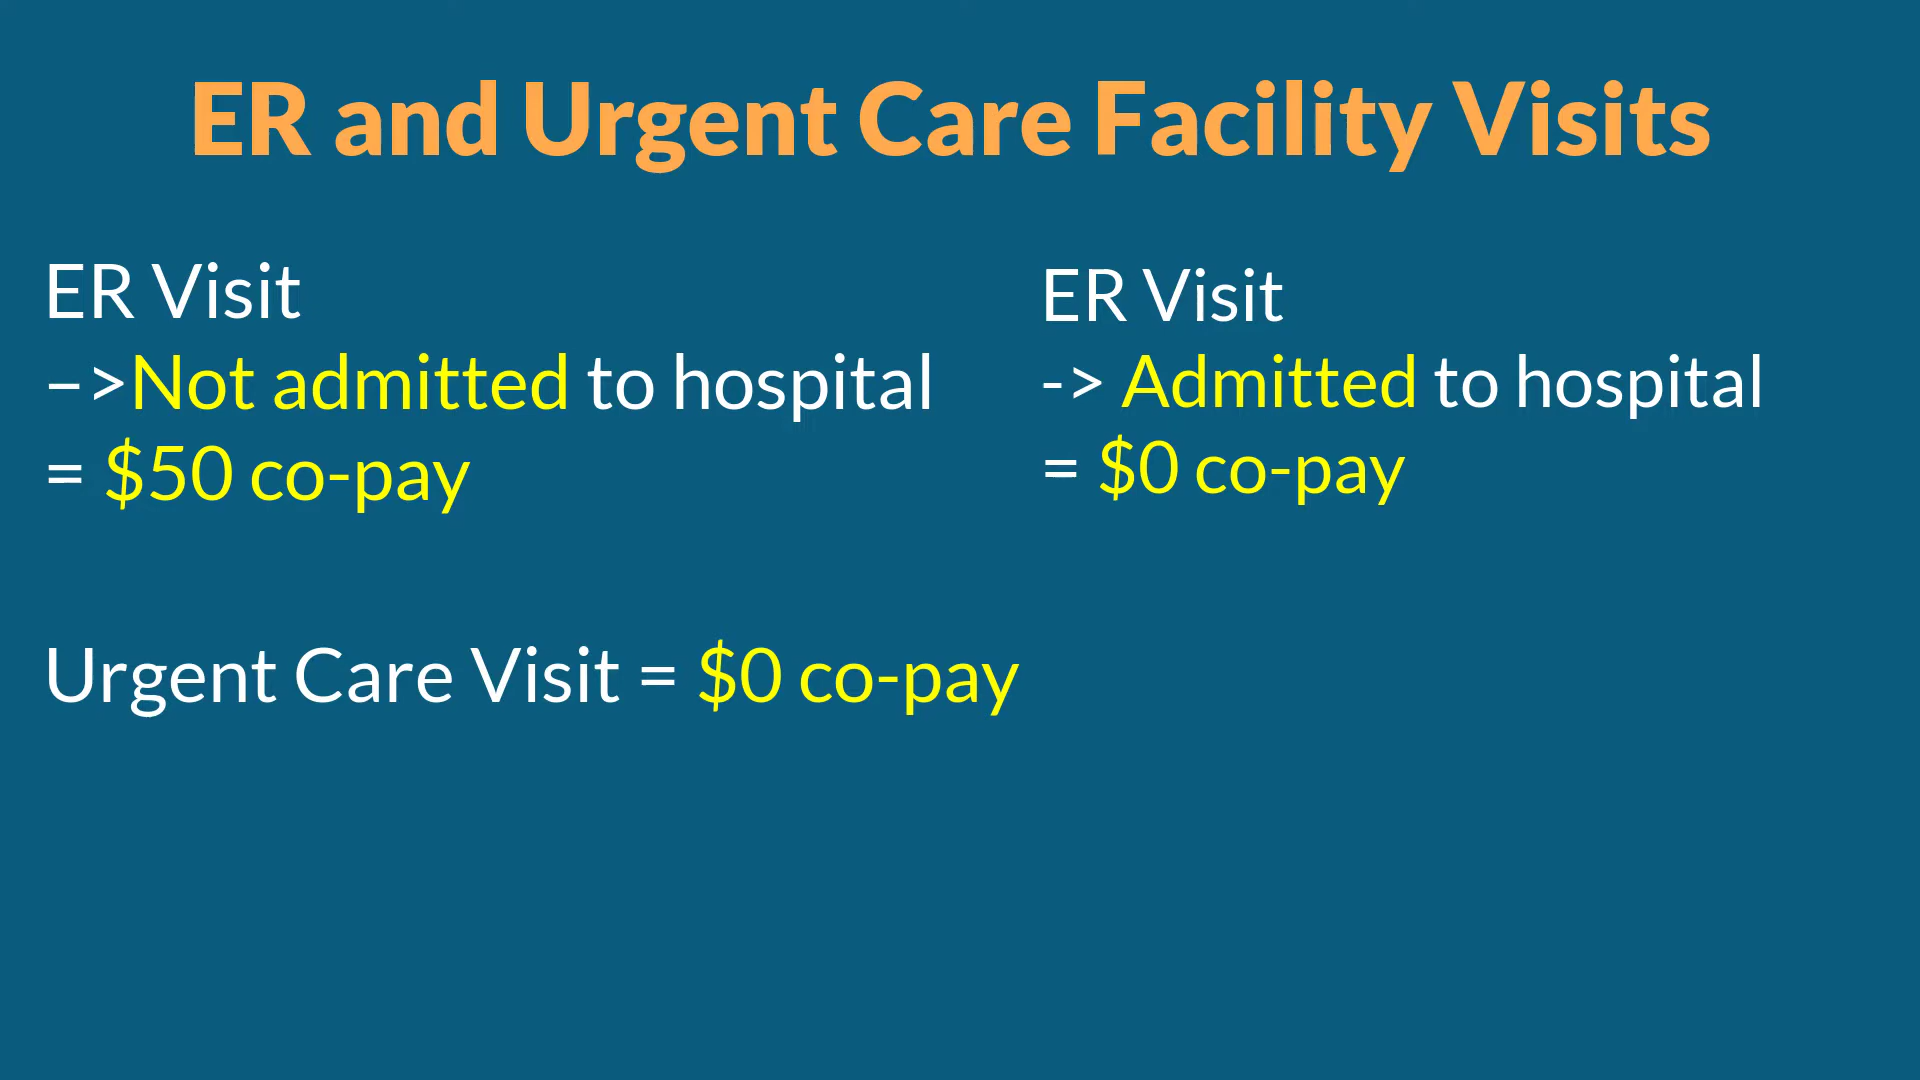 ER and Urgent Care Facility Visits
ER Visit
–>Not admitted to hospital
= $50 co-pay
ER Visit
-> Admitted to hospital
= $0 co-pay
Urgent Care Visit = $0 co-pay